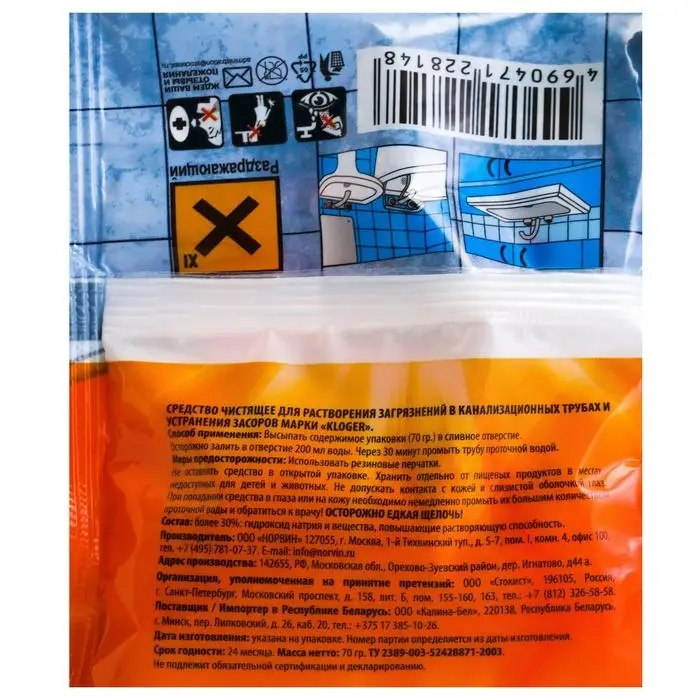 4 690471 228148
ЖДЕМ ВАШИ
ОТЗЫВЫ И
ПОЖЕЛАНИЯ
05
PP
Раздражающий
Xi
СРЕДСТВО ЧИСТЯЩЕЕ ДЛЯ РАСТВОРЕНИЯ ЗАГРЯЗНЕНИЙ В КАНАЛИЗАЦИОННЫХ ТРУБАХ И
УСТРАНЕНИЯ ЗАСОРОВ МАРКИ «KLOGER».
Способ применения: Высыпать содержимое упаковки (70 гр.) в сливное отверстие.
Осторожно залить в отверстие 200 мл воды. Через 30 минут промыть трубу проточной водой.
Меры предосторожности: Использовать резиновые перчатки.
Не оставлять средство в открытой упаковке. Хранить отдельно от пищевых продуктов в местах
недоступных для детей и животных. Не допускать контакта с кожей и слизистой оболочкой глаз.
При попадании средства в глаза или на кожу необходимо немедленно промыть их большим количеством
проточной воды и обратиться к врачу! ОСТОРОЖНО ЕДКАЯ ЩЕЛОЧЬ!
Состав: более 30%: гидроксид натрия и вещества, повышающие растворяющую способность.
Производитель: ООО «НОРВИН» 127055, г. Москва, 1-й Тихвинский туп., д. 5-7, пом. I, комн. 4, офис 100,
тел. +7 (495) 781-07-37. E-mail: info@norvin.ru
Адрес производства: 142655, РФ, Московская обл., Орехово-Зуевский район, дер. Игнатово, д44 а.
Организация, уполномоченная на принятие претензий: ООО «Стокист», 196105, Россия,
г. Санкт-Петербург, Московский проспект, д. 158, лит. Б, пом. 155-160, 163, тел.: +7 (812) 326-58-58.
Поставщик / Импортер в Республике Беларусь: ООО «Калина-Бел», 220138, Республика Беларусь,
г. Минск, пер. Липковский, д. 26, каб. 20, тел.: +375 17 385-10-26.
Дата изготовления: указана на упаковке. Номер партии определяется из даты изготовления.
Срок годности: 24 месяца. Масса нетто: 70 гр. ТУ 2389-003-52428871-2003.
Не подлежит обязательной сертификации и декларированию.